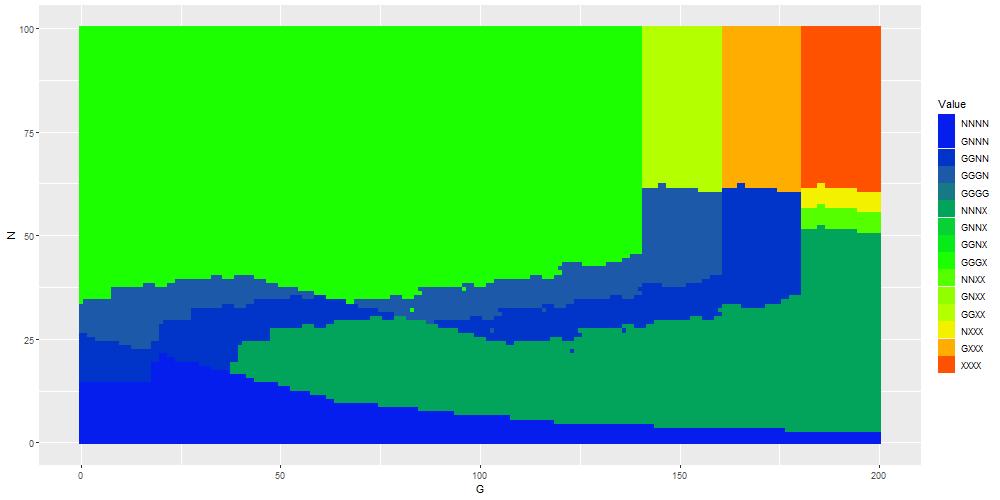 100
75
50
25
0
N
0
50
100
150
200
G
Value
NNNN
GNNN
GGNN
GGGN
GGGG
NNNX
GNNX
GGNX
GGGX
NNXX
GNXX
GGXX
NXXX
GXXX
XXXX